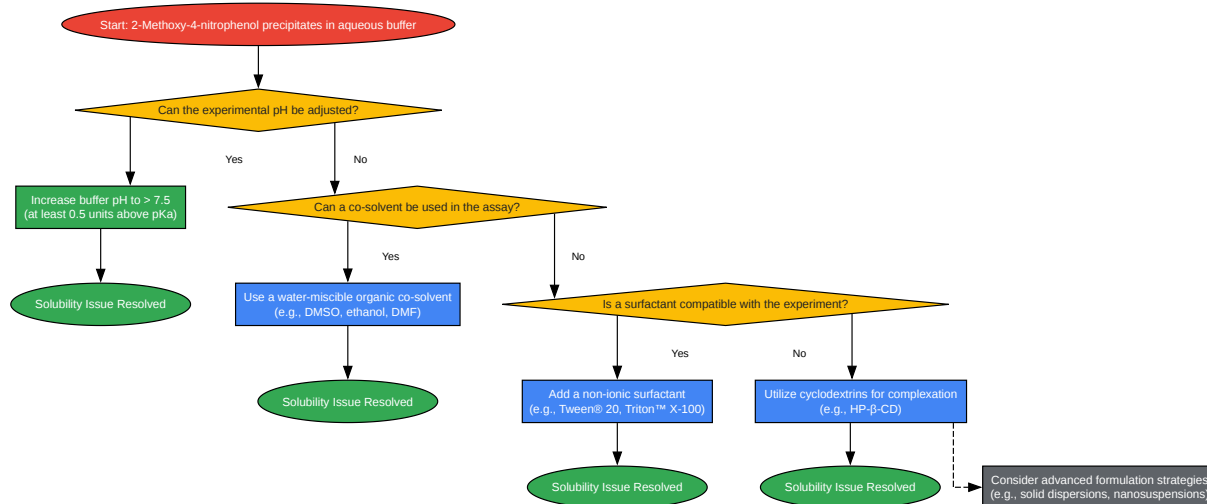 Start: 2-Methoxy-4-nitrophenol precipitates in aqueous buffer
Can the experimental pH be adjusted?
Yes
No
Increase buffer pH to > 7.5
(at least 0.5 units above pKa)
Can a co-solvent be used in the assay?
Yes
No
Solubility Issue Resolved
Use a water-miscible organic co-solvent
(e.g., DMSO, ethanol, DMF)
Is a surfactant compatible with the experiment?
Yes
No
Solubility Issue Resolved
Add a non-ionic surfactant
(e.g., Tween® 20, Triton™ X-100)
Utilize cyclodextrins for complexation
(e.g., HP-β-CD)
Solubility Issue Resolved
Solubility Issue Resolved
Consider advanced formulation strategies
(e.g., solid dispersions, nanosuspensions)